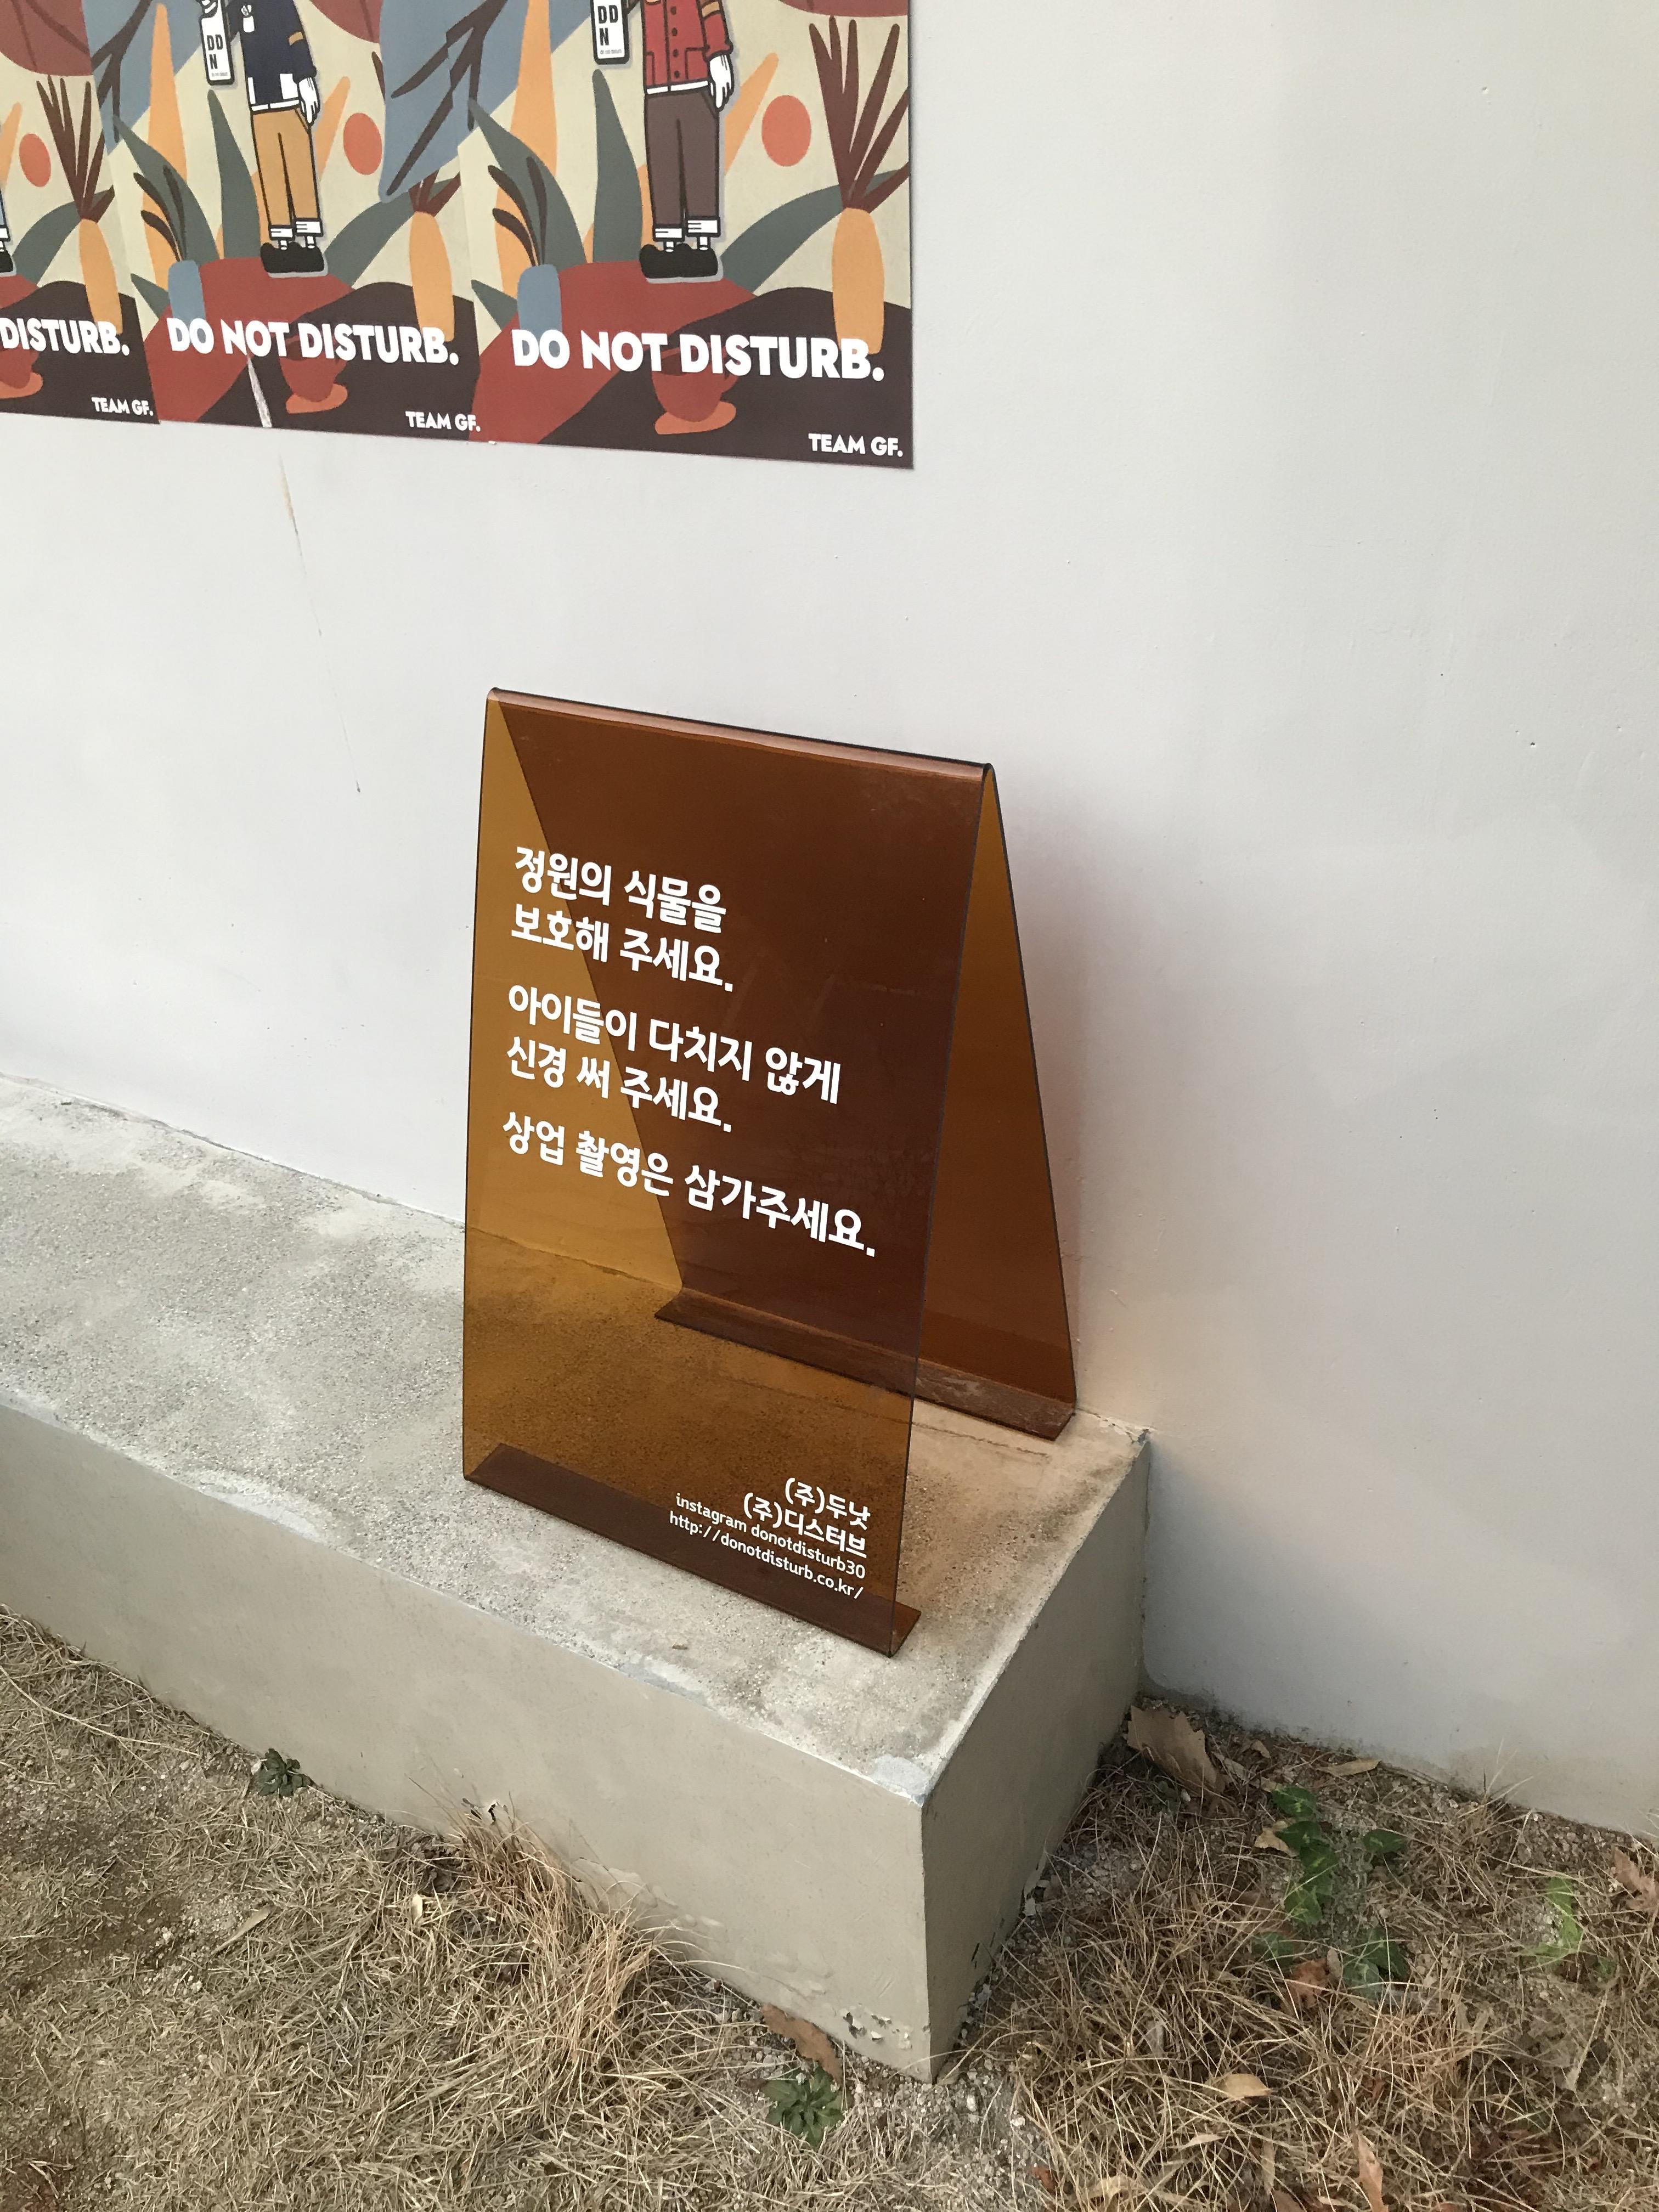 DD
N
DD
N
DISTURB.
DO NOT DISTURB.
DO NOT DISTURB.
TEAM GF.
TEAM GF.
TEAM GF.
정원의 식물을
보호해 주세요.
아이들이 다치지 않게
신경 써 주세요.
상업 촬영은 삼가주세요.
(주)두낫
(주)디스터브
instagram donotdisturb30
http://donotdisturb.co.kr/